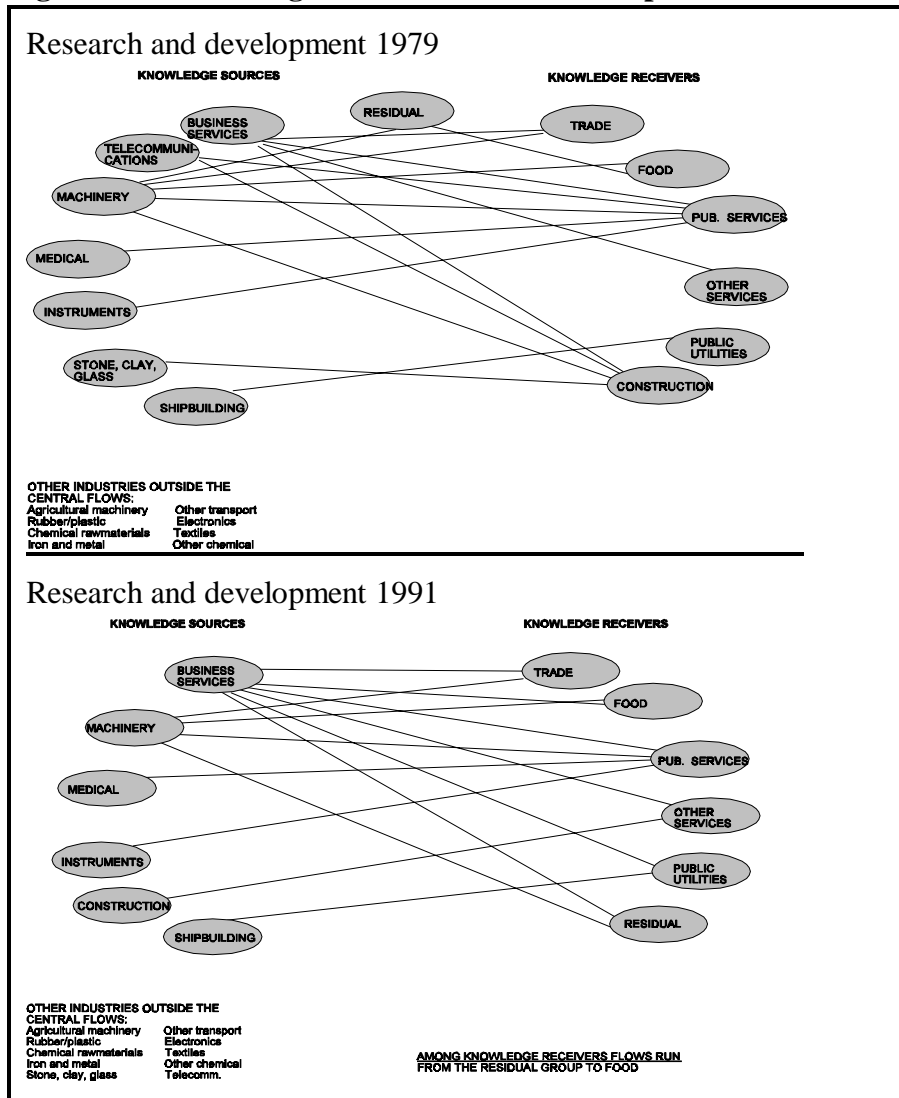 Research and development 1979
KNOWLEDGE SOURCES
KNOWLEDGE RECEIVERS
RESIDUAL
BUSINESS
SERVICES
TRADE
TELECOMMUNI-
CATIONS
FOOD
MACHINERY
PUB. SERVICES
MEDICAL
OTHER
SERVICES
INSTRUMENTS
PUBLIC
UTILITIES
STONE, CLAY,
GLASS
CONSTRUCTION
SHIPBUILDING
OTHER INDUSTRIES OUTSIDE THE
CENTRAL FLOWS:
Agricultural machinery Other transport
Rubber/plastic Electronics
Chemical rawmaterials Textiles
Iron and metal Other chemical
Research and development 1991
KNOWLEDGE SOURCES
KNOWLEDGE RECEIVERS
BUSINESS
SERVICES
TRADE
FOOD
MACHINERY
PUB. SERVICES
MEDICAL
OTHER
SERVICES
INSTRUMENTS
PUBLIC
UTILITIES
CONSTRUCTION
RESIDUAL
SHIPBUILDING
OTHER INDUSTRIES OUTSIDE THE
CENTRAL FLOWS:
Agricultural machinery Other transport
Rubber/plastic Electronics
Chemical rawmaterials Textiles
Iron and metal Other chemical
Stone, clay, glass Telecomm.
AMONG KNOWLEDGE RECEIVERS FLOWS RUN
FROM THE RESIDUAL GROUP TO FOOD